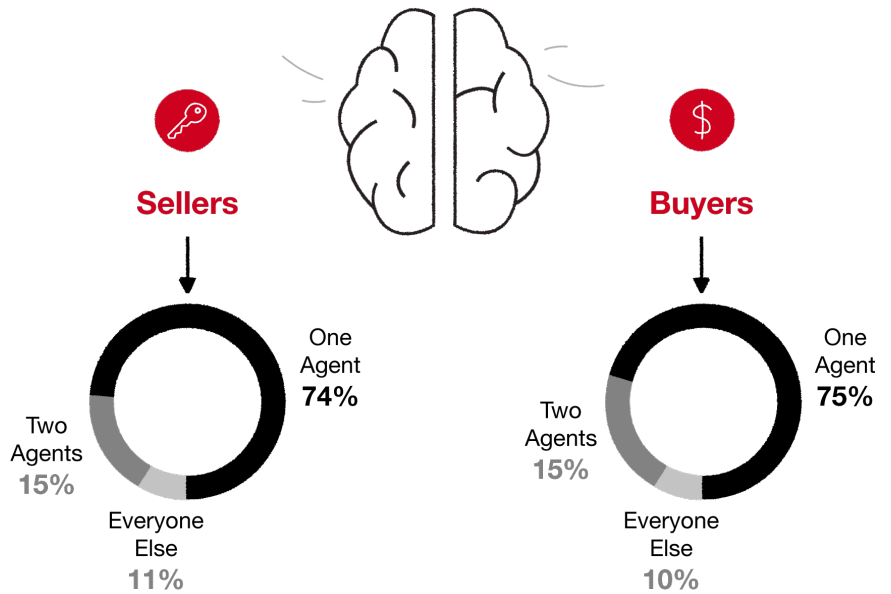 $
Sellers
One
Agent
74%
Two
Agents
15%
Everyone
Else
11%
Buyers
One
Agent
75%
Two
Agents
15%
Everyone
Else
10%